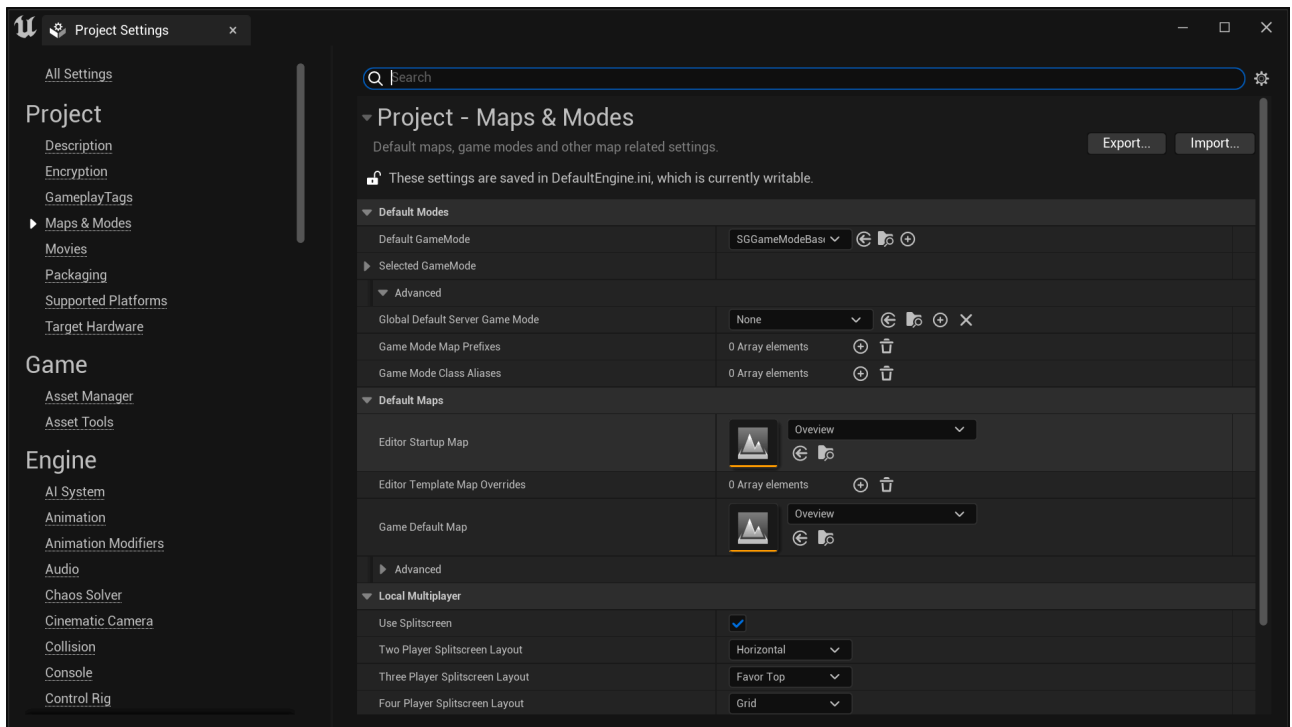 Project Settings
All Settings
Project
Description
Encryption
GameplayTags
Maps & Modes
Movies
Packaging
Supported Platforms
Target Hardware
Game
Asset Manager
Asset Tools
Engine
AI System
Animation
Animation Modifiers
Audio
Chaos Solver
Cinematic Camera
Collision
Console
Control Rig
Search
Project - Maps & Modes
Default maps, game modes and other map related settings.
Export... Import...
These settings are saved in DefaultEngine.ini, which is currently writable.
Default Modes
Default GameMode SGGameModeBas
Selected GameMode
Advanced
Global Default Server Game Mode None
Game Mode Map Prefixes 0 Array elements
Game Mode Class Aliases 0 Array elements
Default Maps
Editor Startup Map Oveview
Editor Template Map Overrides 0 Array elements
Game Default Map Oveview
Advanced
Local Multiplayer
Use Splitscreen
Two Player Splitscreen Layout Horizontal
Three Player Splitscreen Layout Favor Top
Four Player Splitscreen Layout Grid